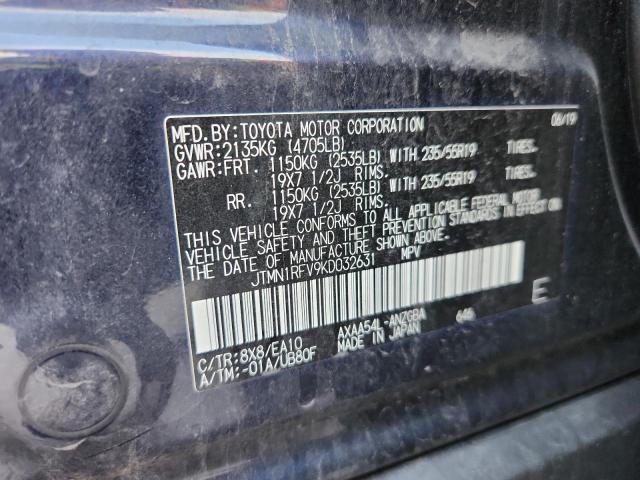 MFD. BY: TOYOTA MOTOR CORPORATION 06/19
GVWR: 2135KG (4705LB)
GAWR: FRT. 1150KG (2535LB) WITH 235/55R19 TIRES.
19X7 1/2J RIMS.
RR. 1150KG (2535LB) WITH 235/55R19 TIRES.
19X7 1/2J RIMS.
THIS VEHICLE CONFORMS TO ALL APPLICABLE FEDERAL MOTOR
VEHICLE SAFETY AND THEFT PREVENTION STANDARDS IN EFFECT ON
THE DATE OF MANUFACTURE SHOWN ABOVE.
JTMN1RFV9KD032631 MPV
E
C/TR: 8X8/EA10 AXAA54L-ANZGBA 646
A/TM: -01A/UB80F MADE IN JAPAN